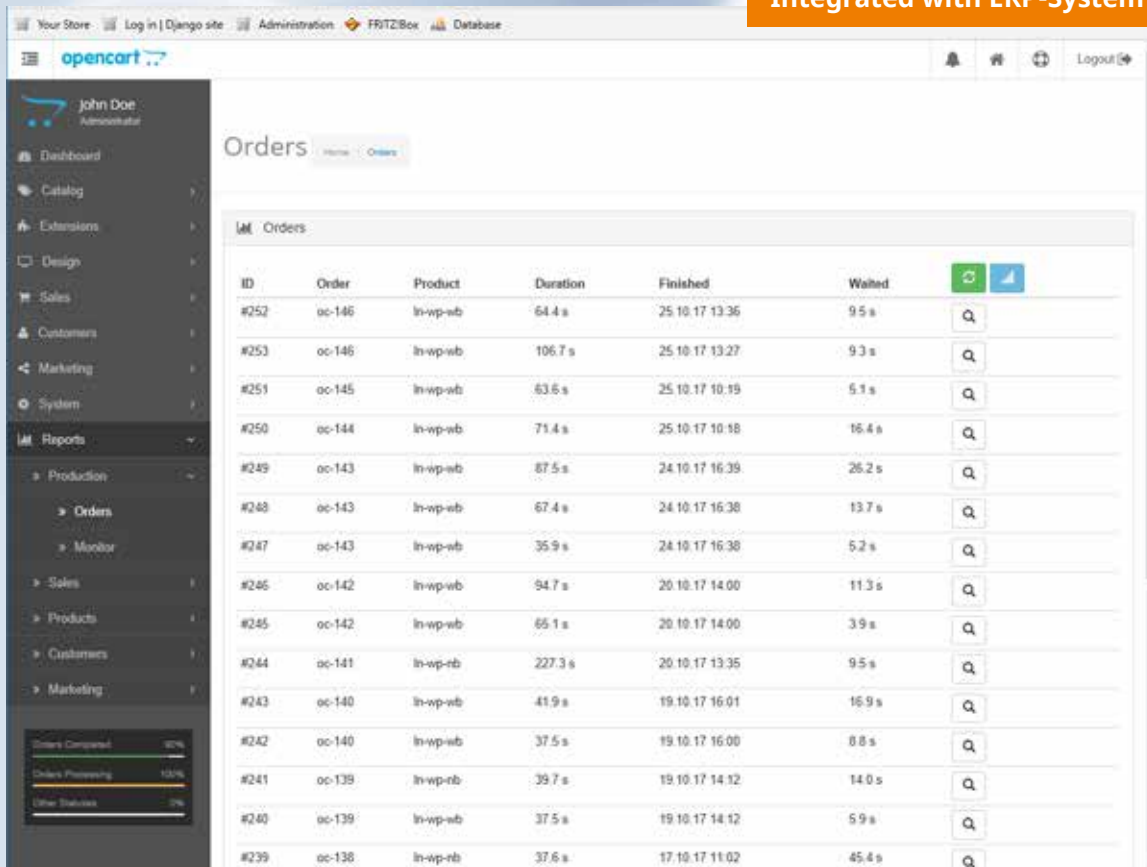 Integrated with ERP-System
Your Store Log in | Django site Administration FRITZ!Box Database
opencart Logout
John Doe
Administrator
Dashboard
Catalog
Extensions
Design
Sales
Customers
Marketing
System
Reports
» Production
» Orders
» Monitor
» Sales
» Products
» Customers
» Marketing
Orders Completed
Orders Processing 100%
Other Statuses 0%
Orders Home Orders
Orders
ID Order Product Duration Finished Waited
#252 oc-146 ln-wp-wb 64.4 s 25.10.17 13:36 9.5 s
#253 oc-146 ln-wp-wb 106.7 s 25.10.17 13:27 9.3 s
#251 oc-145 ln-wp-wb 63.6 s 25.10.17 10:19 5.1 s
#250 oc-144 ln-wp-wb 71.4 s 25.10.17 10:18 16.4 s
#249 oc-143 ln-wp-wb 87.5 s 24.10.17 16:39 26.2 s
#248 oc-143 ln-wp-wb 67.4 s 24.10.17 16:38 13.7 s
#247 oc-143 ln-wp-wb 35.9 s 24.10.17 16:38 5.2 s
#246 oc-142 ln-wp-wb 94.7 s 20.10.17 14:00 11.3 s
#245 oc-142 ln-wp-wb 65.1 s 20.10.17 14:00 3.9 s
#244 oc-141 ln-wp-nb 227.3 s 20.10.17 13:35 9.5 s
#243 oc-140 ln-wp-wb 41.9 s 19.10.17 16:01 16.9 s
#242 oc-140 ln-wp-wb 37.5 s 19.10.17 16:00 8.8 s
#241 oc-139 ln-wp-nb 39.7 s 19.10.17 14:12 14.0 s
#240 oc-139 ln-wp-wb 37.5 s 19.10.17 14:12 5.9 s
#239 oc-138 ln-wp-nb 37.6 s 17.10.17 11:02 45.4 s